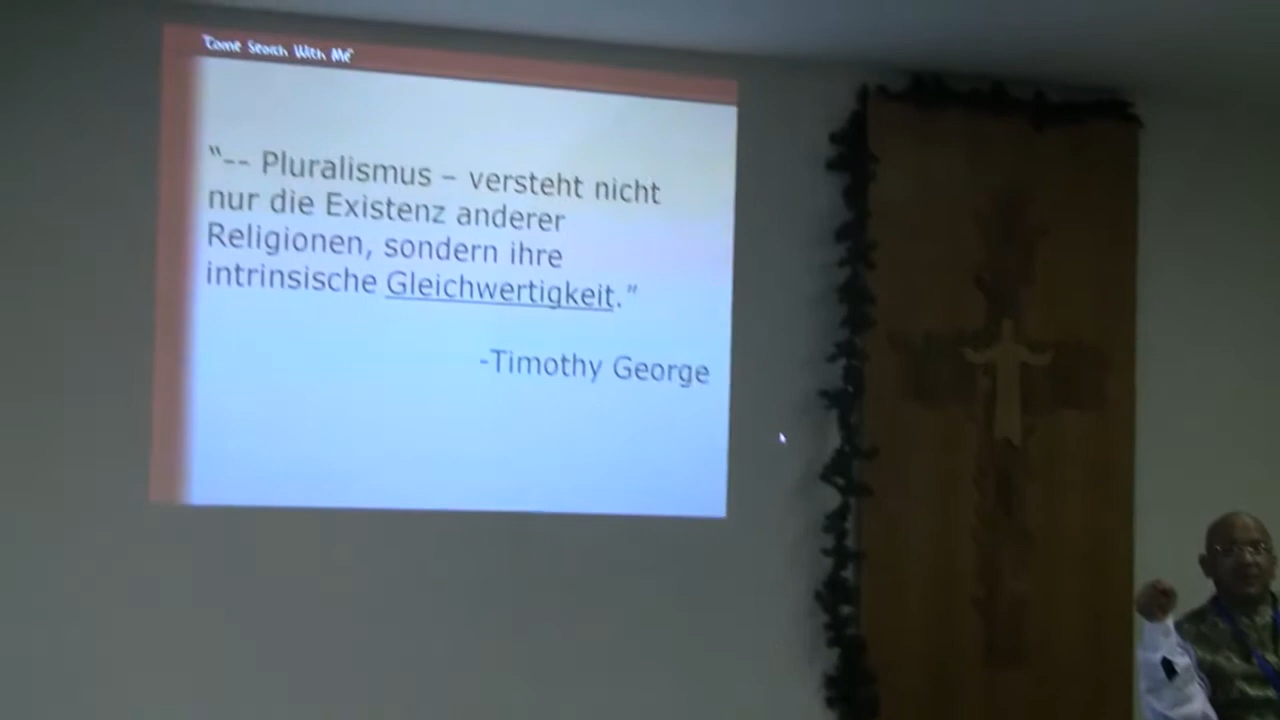 "Come Search With Me"
"-- Pluralismus – versteht nicht
nur die Existenz anderer
Religionen, sondern ihre
intrinsische Gleichwertigkeit."
-Timothy George